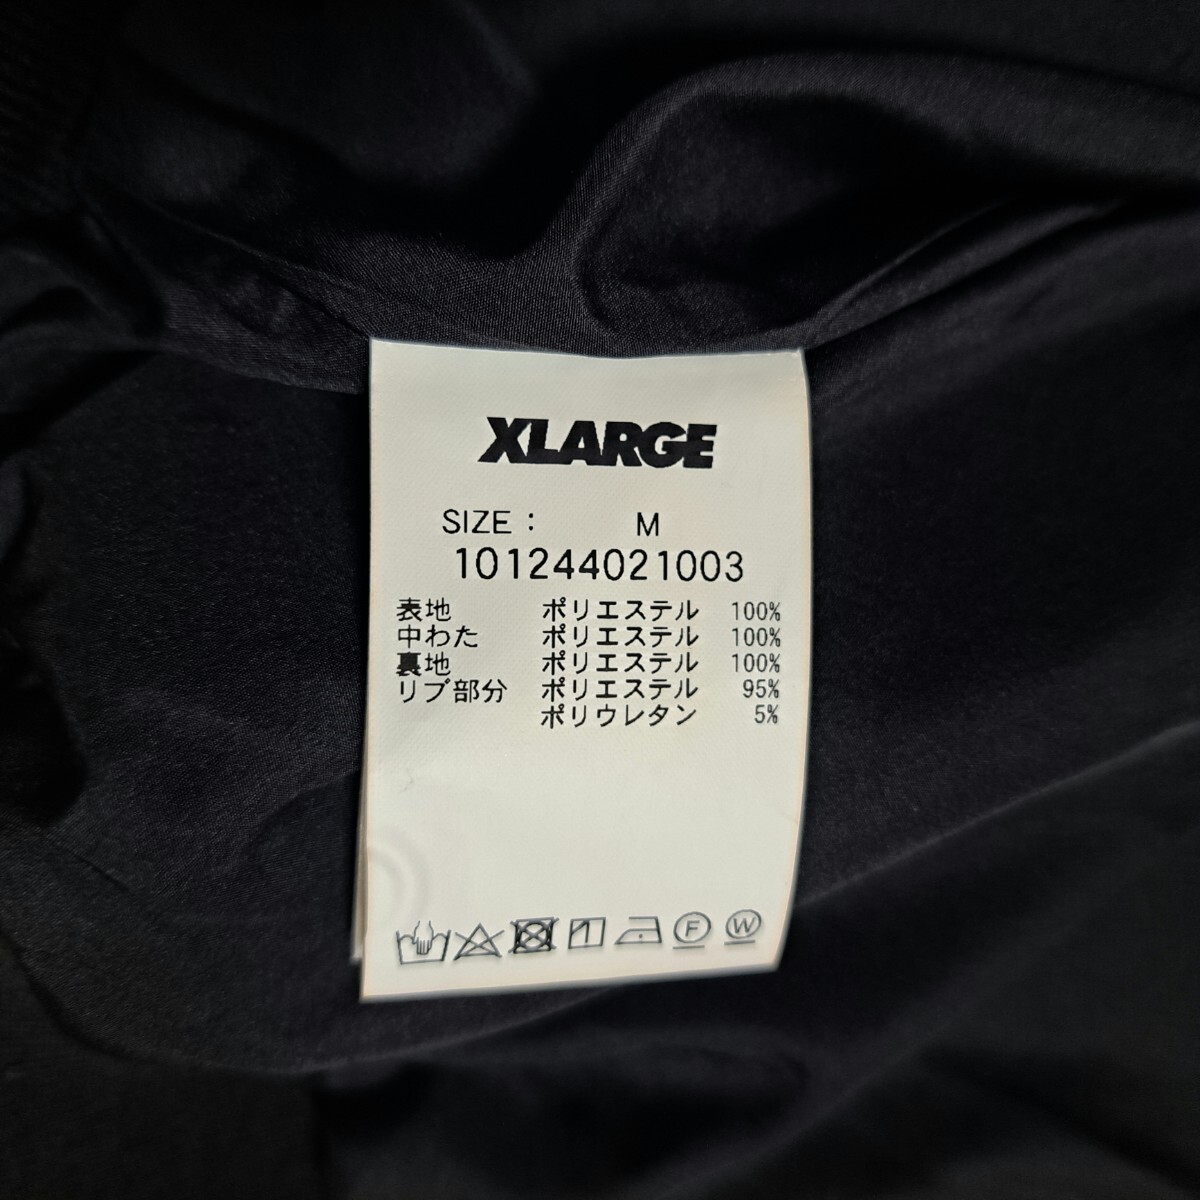 XLARGE
SIZE : M
101244021003
表地 ポリエステル 100%
中わた ポリエステル 100%
裏地 ポリエステル 100%
リブ部分 ポリエステル 95%
ポリウレタン 5%
F W